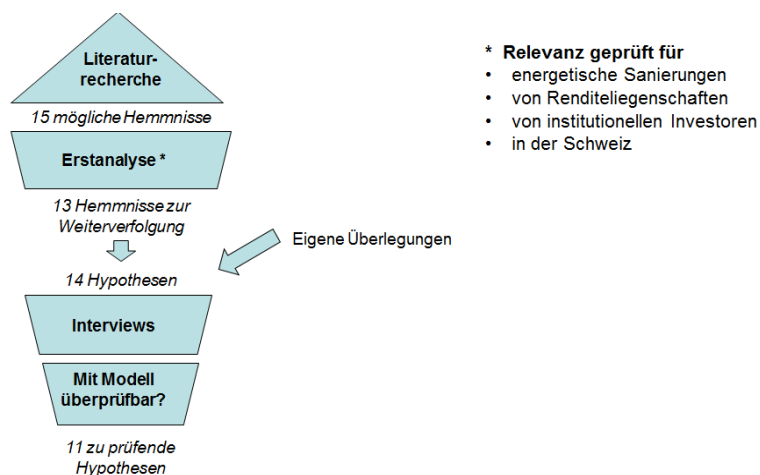 Literatur-
recherche
15 mögliche Hemmnisse
Erstanalyse *
13 Hemmnisse zur
Weiterverfolgung
Eigene Überlegungen
14 Hypothesen
Interviews
Mit Modell
überprüfbar?
11 zu prüfende
Hypothesen
* Relevanz geprüft für
• energetische Sanierungen
• von Renditeliegenschaften
• von institutionellen Investoren
• in der Schweiz